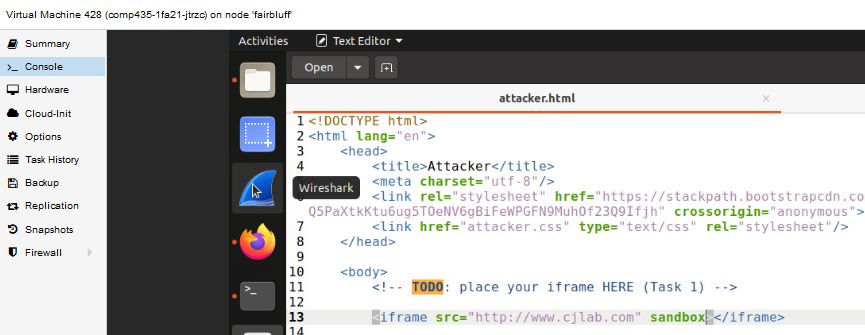 Virtual Machine 428 (comp435-1fa21-jtrzc) on node 'fairbluff'
Summary
>_ Console
Hardware
Cloud-Init
Options
Task History
Backup
Replication
Snapshots
Firewall
Activities Text Editor
Open
attacker.html
1 <!DOCTYPE html>
2 <html lang="en">
3 <head>
4 <title>Attacker</title>
5 <meta charset="utf-8"/>
Wireshark
6 <link rel="stylesheet" href="https://stackpath.bootstrapcdn.co
Q5PaXtkKtu6ug5TOeNV6gBiFeWPGFN9MuhOf23Q9Ifjh" crossorigin="anonymous">
7 <link href="attacker.css" type="text/css" rel="stylesheet"/>
8 </head>
9
10 <body>
11 <!-- TODO: place your iframe HERE (Task 1) -->
12
13 <iframe src="http://www.cjlab.com" sandbox></iframe>
14